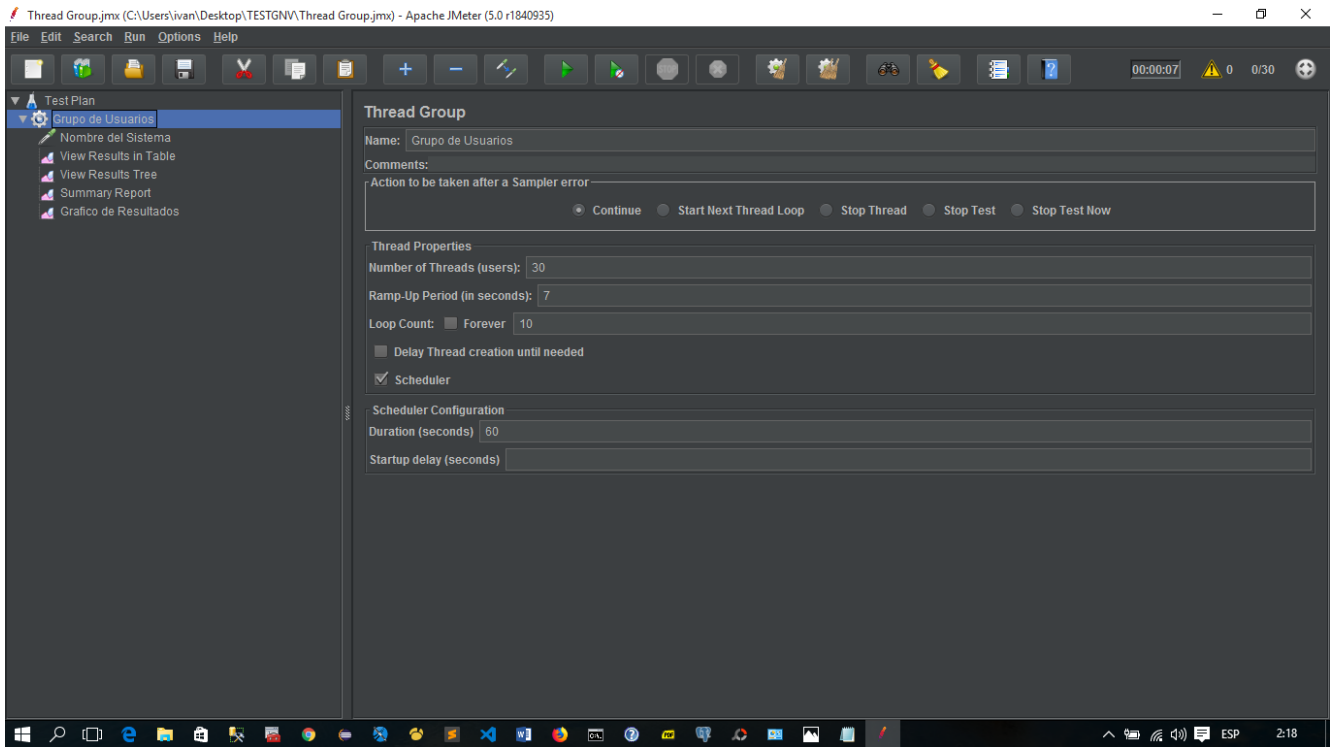 Thread Group.jmx (C:\Users\ivan\Desktop\TESTGNV\Thread Group.jmx) - Apache JMeter (5.0 r1840935)
File Edit Search Run Options Help
00:00:07 0 0/30
Test Plan
Grupo de Usuarios
Nombre del Sistema
View Results in Table
View Results Tree
Summary Report
Grafico de Resultados
Thread Group
Name: Grupo de Usuarios
Comments:
Action to be taken after a Sampler error
Continue Start Next Thread Loop Stop Thread Stop Test Stop Test Now
Thread Properties
Number of Threads (users): 30
Ramp-Up Period (in seconds): 7
Loop Count: Forever 10
Delay Thread creation until needed
Scheduler
Scheduler Configuration
Duration (seconds) 60
Startup delay (seconds)
ESP 2:18